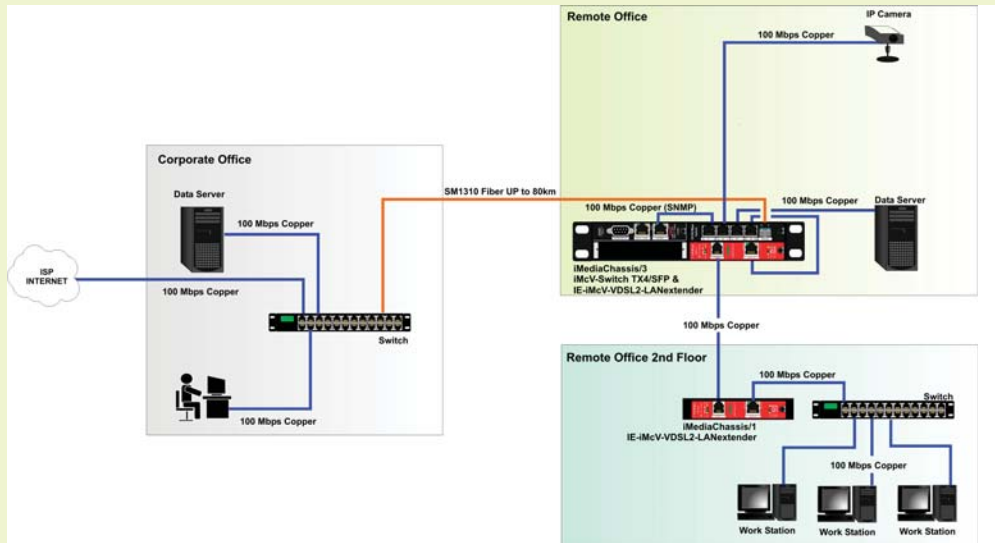 Remote Office
IP Camera
100 Mbps Copper
Corporate Office
SM1310 Fiber UP to 80km
Data Server
100 Mbps Copper
100 Mbps Copper (SNMP)
100 Mbps Copper
Data Server
ISP
INTERNET
100 Mbps Copper
iMediaChassis/3
iMcV-Switch TX4/SFP &
IE-iMcV-VDSL2-LANextender
Switch
100 Mbps Copper
100 Mbps Copper
Remote Office 2nd Floor
100 Mbps Copper
Switch
iMediaChassis/1
IE-iMcV-VDSL2-LANextender
100 Mbps Copper
Work Station
Work Station
Work Station